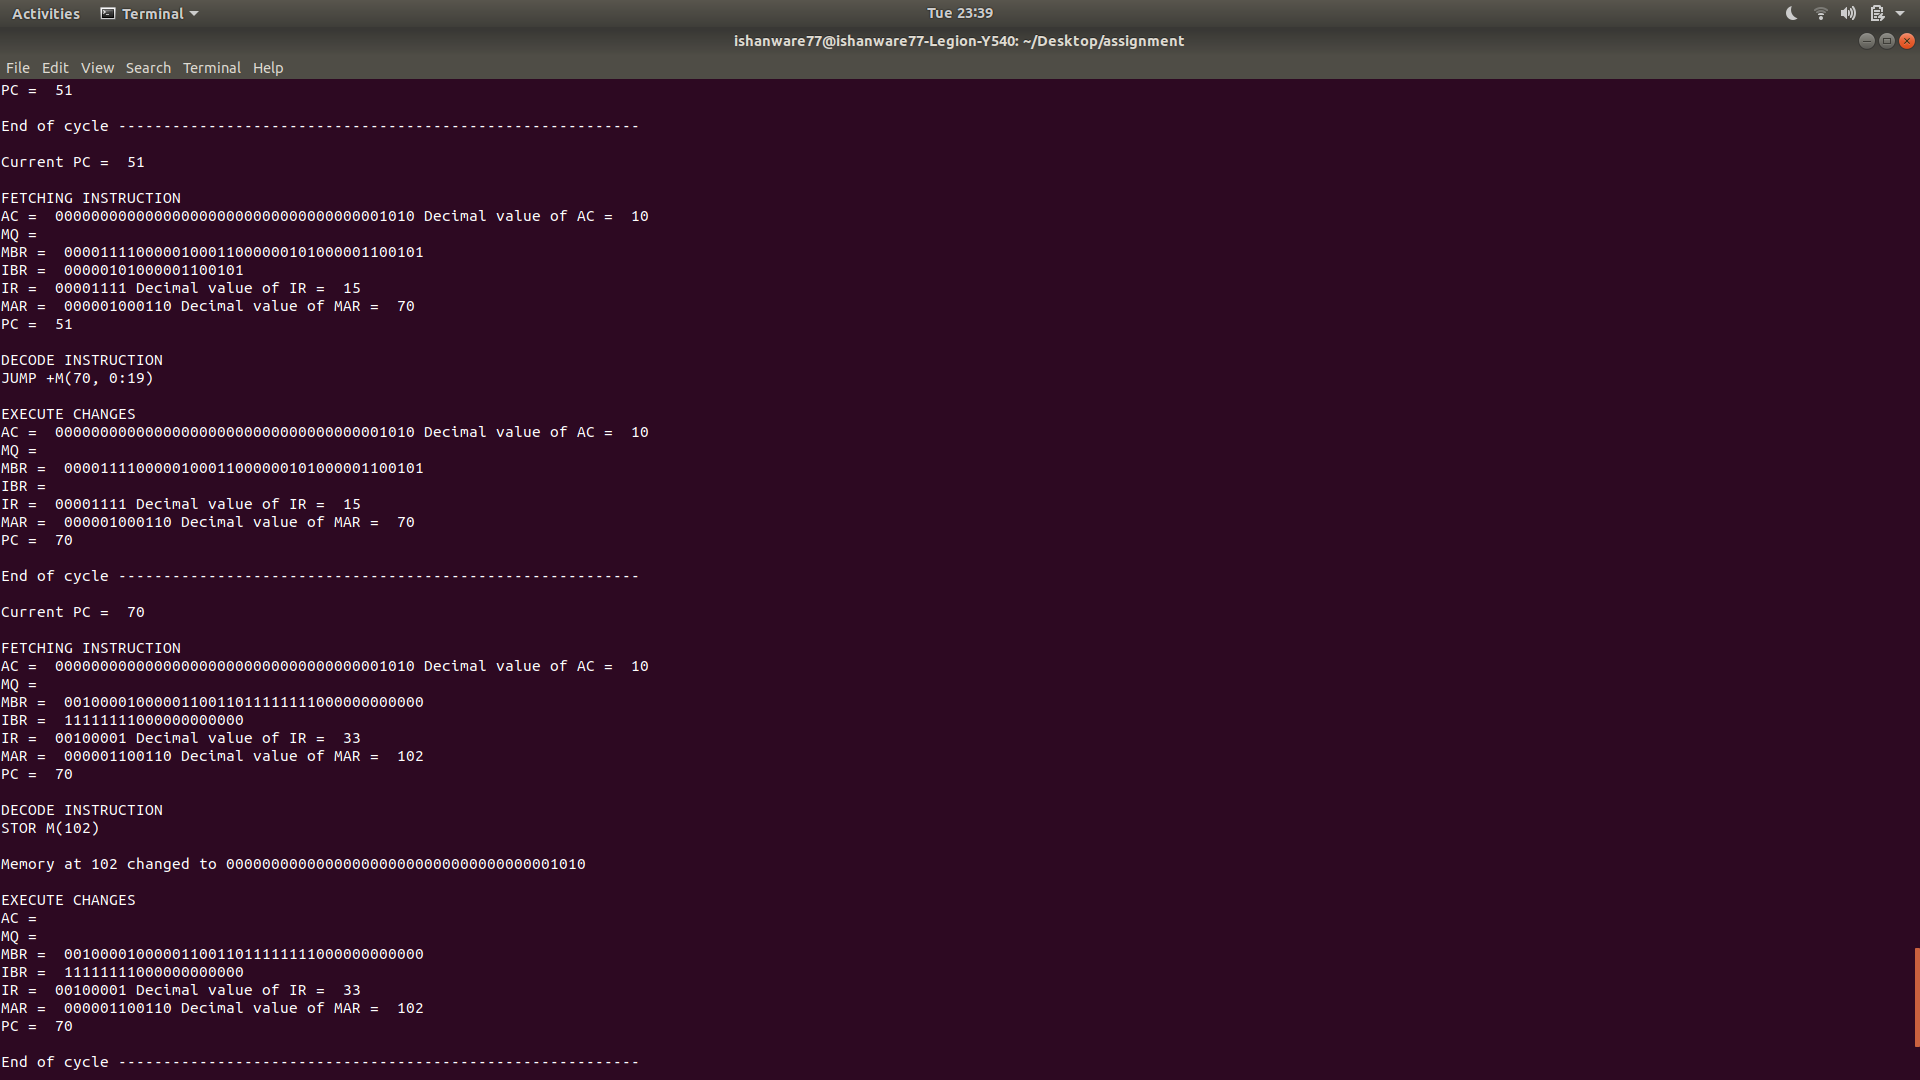 Activities Terminal Tue 23:39
ishanware77@ishanware77-Legion-Y540: ~/Desktop/assignment
File Edit View Search Terminal Help
PC =  51
End of cycle ----------------------------------------------------------
Current PC =  51
FETCHING INSTRUCTION
AC =  0000000000000000000000000000000000001010 Decimal value of AC =  10
MQ =
MBR =  0000111100000100011000000101000001100101
IBR =  00000101000001100101
IR =  00001111 Decimal value of IR =  15
MAR =  000001000110 Decimal value of MAR =  70
PC =  51
DECODE INSTRUCTION
JUMP +M(70, 0:19)
EXECUTE CHANGES
AC =  0000000000000000000000000000000000001010 Decimal value of AC =  10
MQ =
MBR =  0000111100000100011000000101000001100101
IBR =
IR =  00001111 Decimal value of IR =  15
MAR =  000001000110 Decimal value of MAR =  70
PC =  70
End of cycle ----------------------------------------------------------
Current PC =  70
FETCHING INSTRUCTION
AC =  0000000000000000000000000000000000001010 Decimal value of AC =  10
MQ =
MBR =  0010000100000110011011111111000000000000
IBR =  11111111000000000000
IR =  00100001 Decimal value of IR =  33
MAR =  000001100110 Decimal value of MAR =  102
PC =  70
DECODE INSTRUCTION
STOR M(102)
Memory at 102 changed to 0000000000000000000000000000000000001010
EXECUTE CHANGES
AC =
MQ =
MBR =  0010000100000110011011111111000000000000
IBR =  11111111000000000000
IR =  00100001 Decimal value of IR =  33
MAR =  000001100110 Decimal value of MAR =  102
PC =  70
End of cycle ----------------------------------------------------------